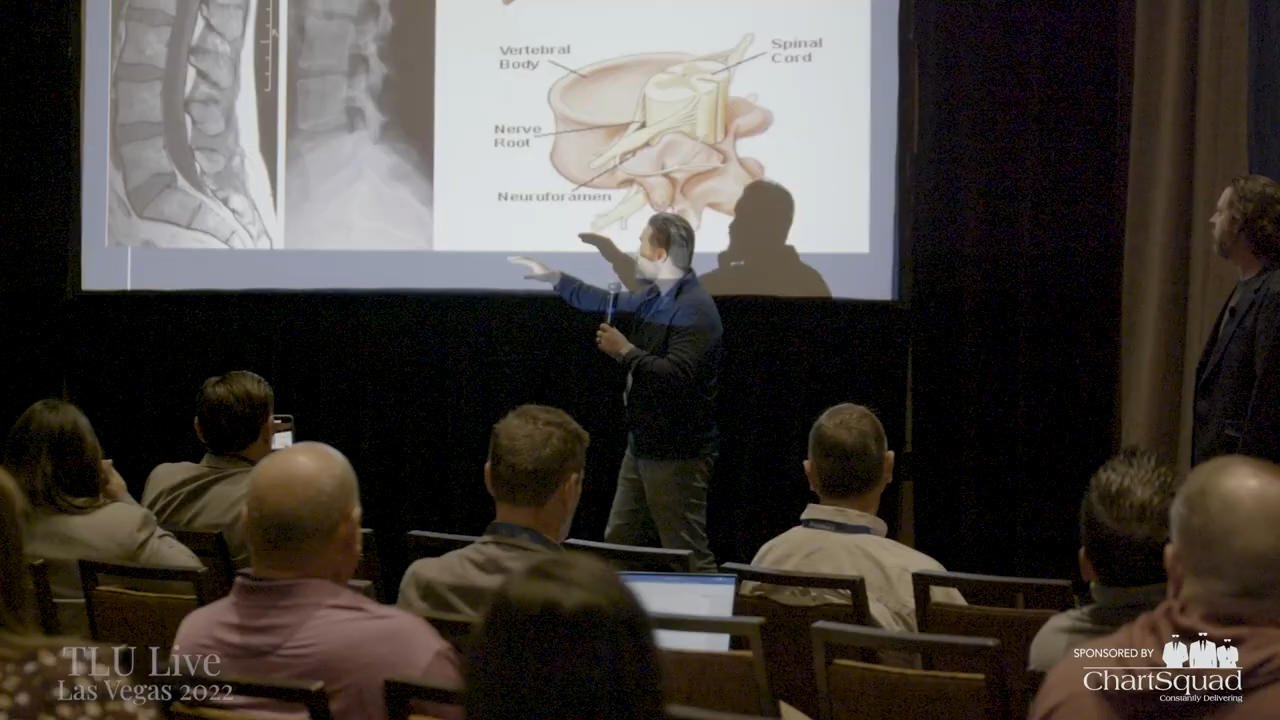 Vertebral
Body
Spinal
Cord
Nerve
Root
Neuroforamen
TLU Live
Las Vegas 2022
SPONSORED BY
ChartSquad
Constantly Delivering